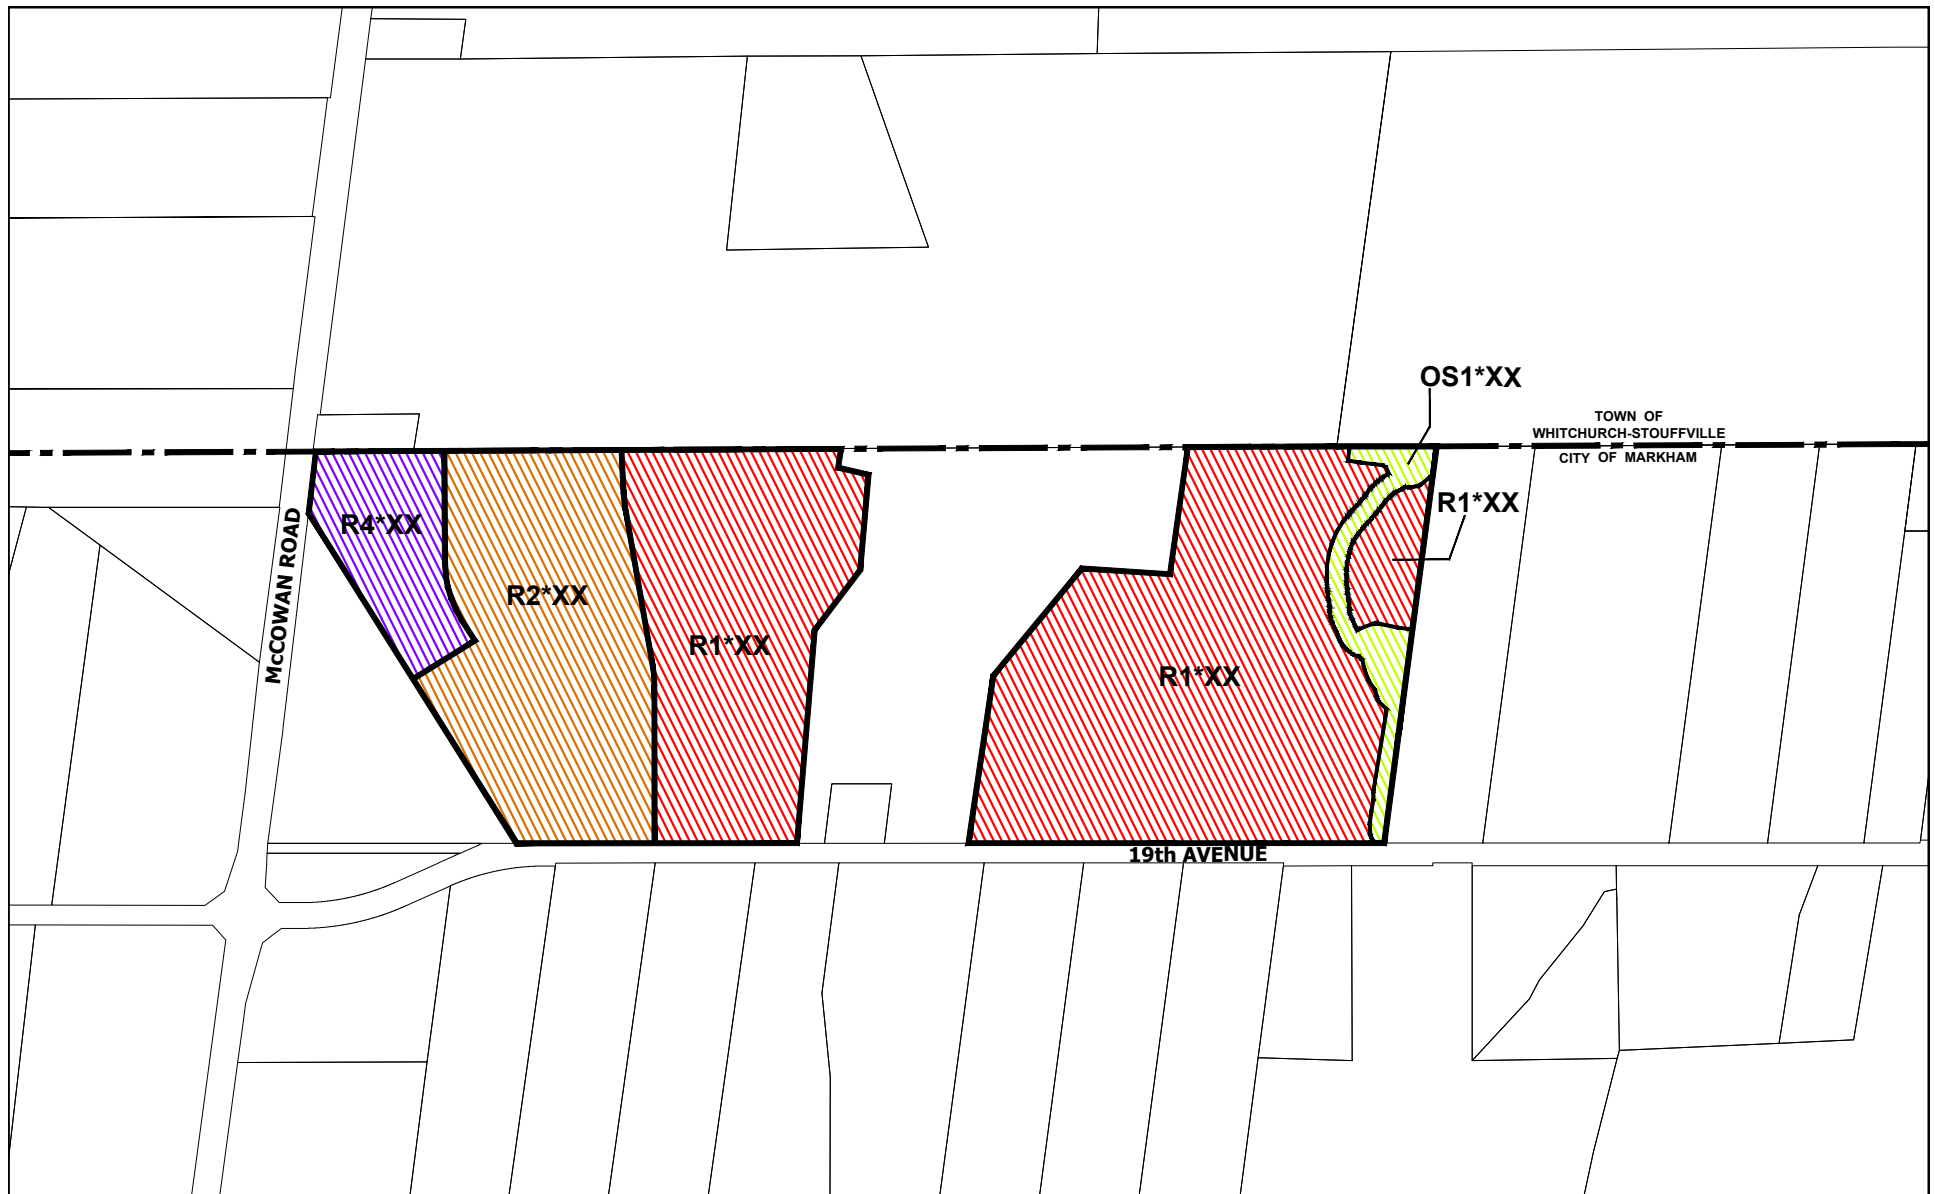 OS1*XX
TOWN OF
WHITCHURCH-STOUFFVILLE
CITY OF MARKHAM
R1*XX
R4*XX
McCOWAN ROAD
R2*XX
R1*XX
R1*XX
19th AVENUE